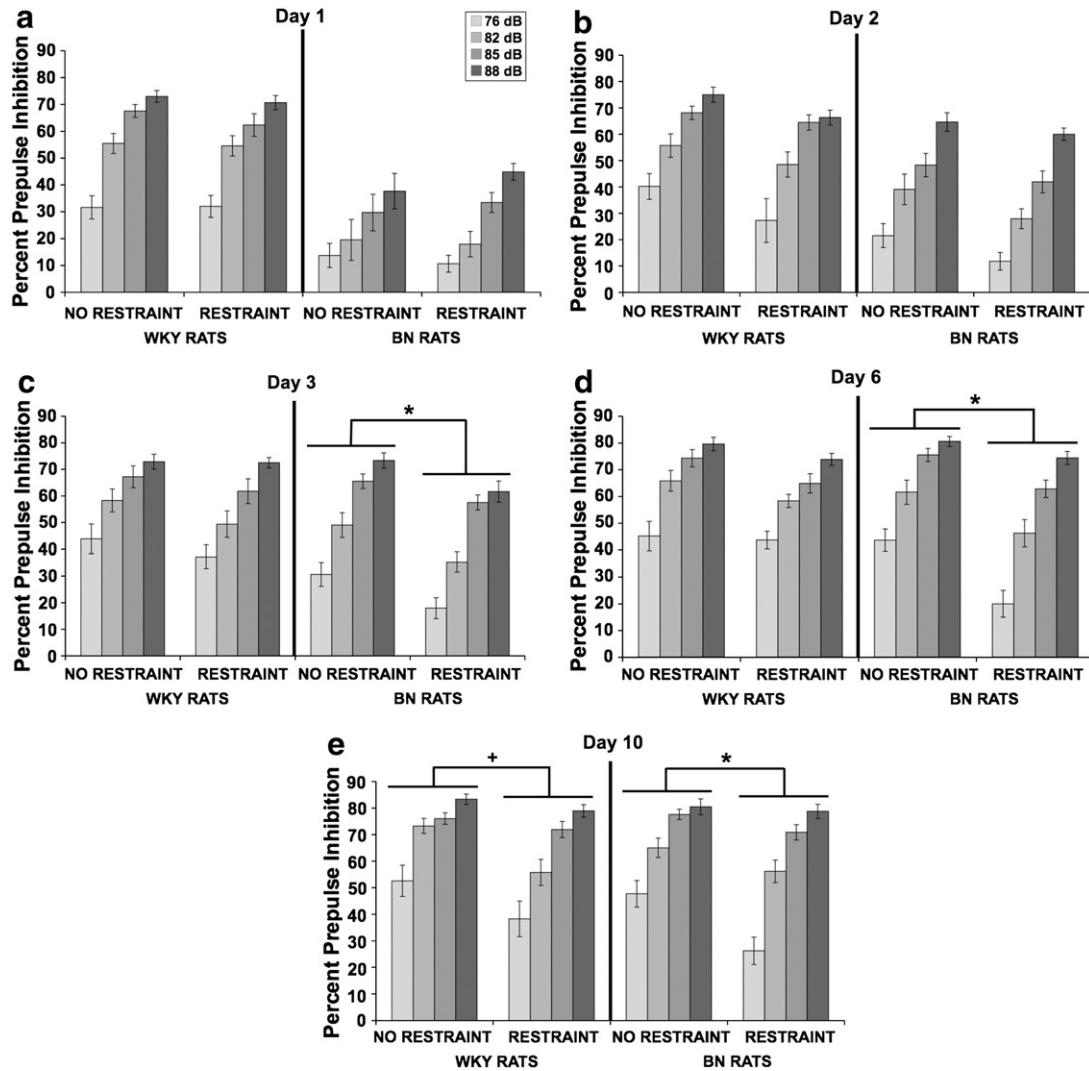 a
Day 1
76 dB
82 dB
85 dB
88 dB
Percent Prepulse Inhibition
90
80
70
60
50
40
30
20
10
0
NO RESTRAINT RESTRAINT NO RESTRAINT RESTRAINT
WKY RATS BN RATS
b
Day 2
Percent Prepulse Inhibition
90
80
70
60
50
40
30
20
10
0
NO RESTRAINT RESTRAINT NO RESTRAINT RESTRAINT
WKY RATS BN RATS
c
Day 3
*
Percent Prepulse Inhibition
90
80
70
60
50
40
30
20
10
0
NO RESTRAINT RESTRAINT NO RESTRAINT RESTRAINT
WKY RATS BN RATS
d
Day 6
*
Percent Prepulse Inhibition
90
80
70
60
50
40
30
20
10
0
NO RESTRAINT RESTRAINT NO RESTRAINT RESTRAINT
WKY RATS BN RATS
e
Day 10
+ *
Percent Prepulse Inhibition
90
80
70
60
50
40
30
20
10
0
NO RESTRAINT RESTRAINT NO RESTRAINT RESTRAINT
WKY RATS BN RATS